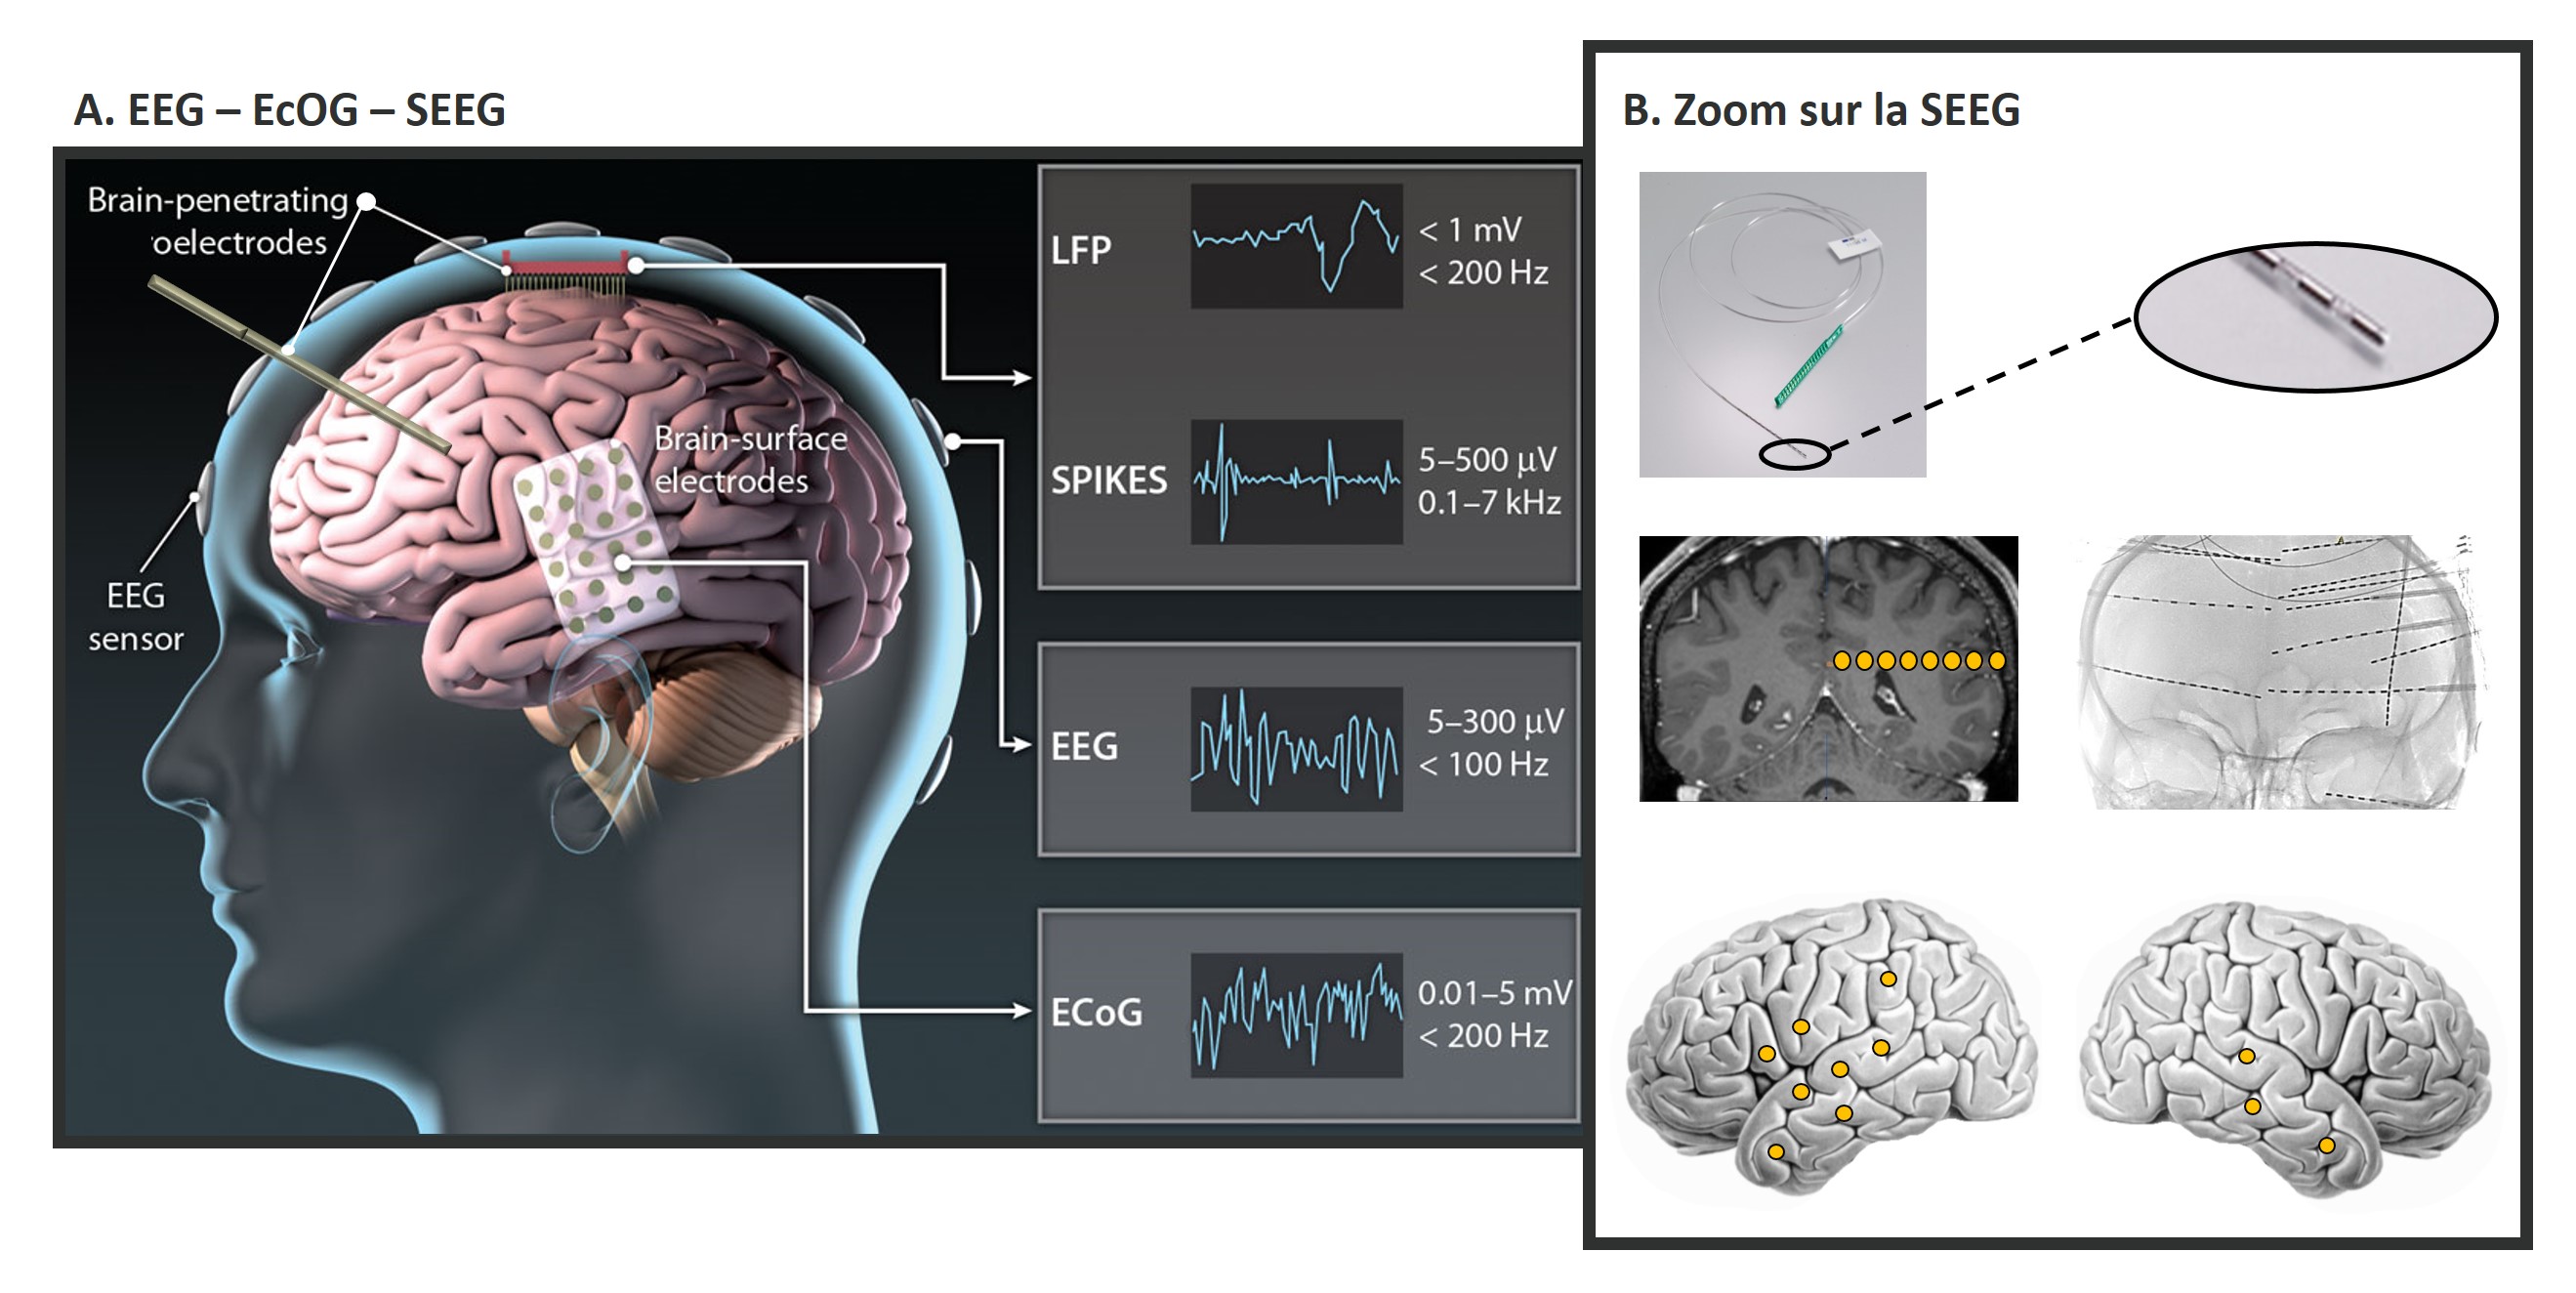 A. EEG – EcOG – SEEG
Brain-penetrating
oelectrodes
Brain-surface
electrodes
EEG
sensor
LFP
< 1 mV
< 200 Hz
SPIKES
5–500 μV
0.1–7 kHz
EEG
5–300 μV
< 100 Hz
ECoG
0.01–5 mV
< 200 Hz
B. Zoom sur la SEEG